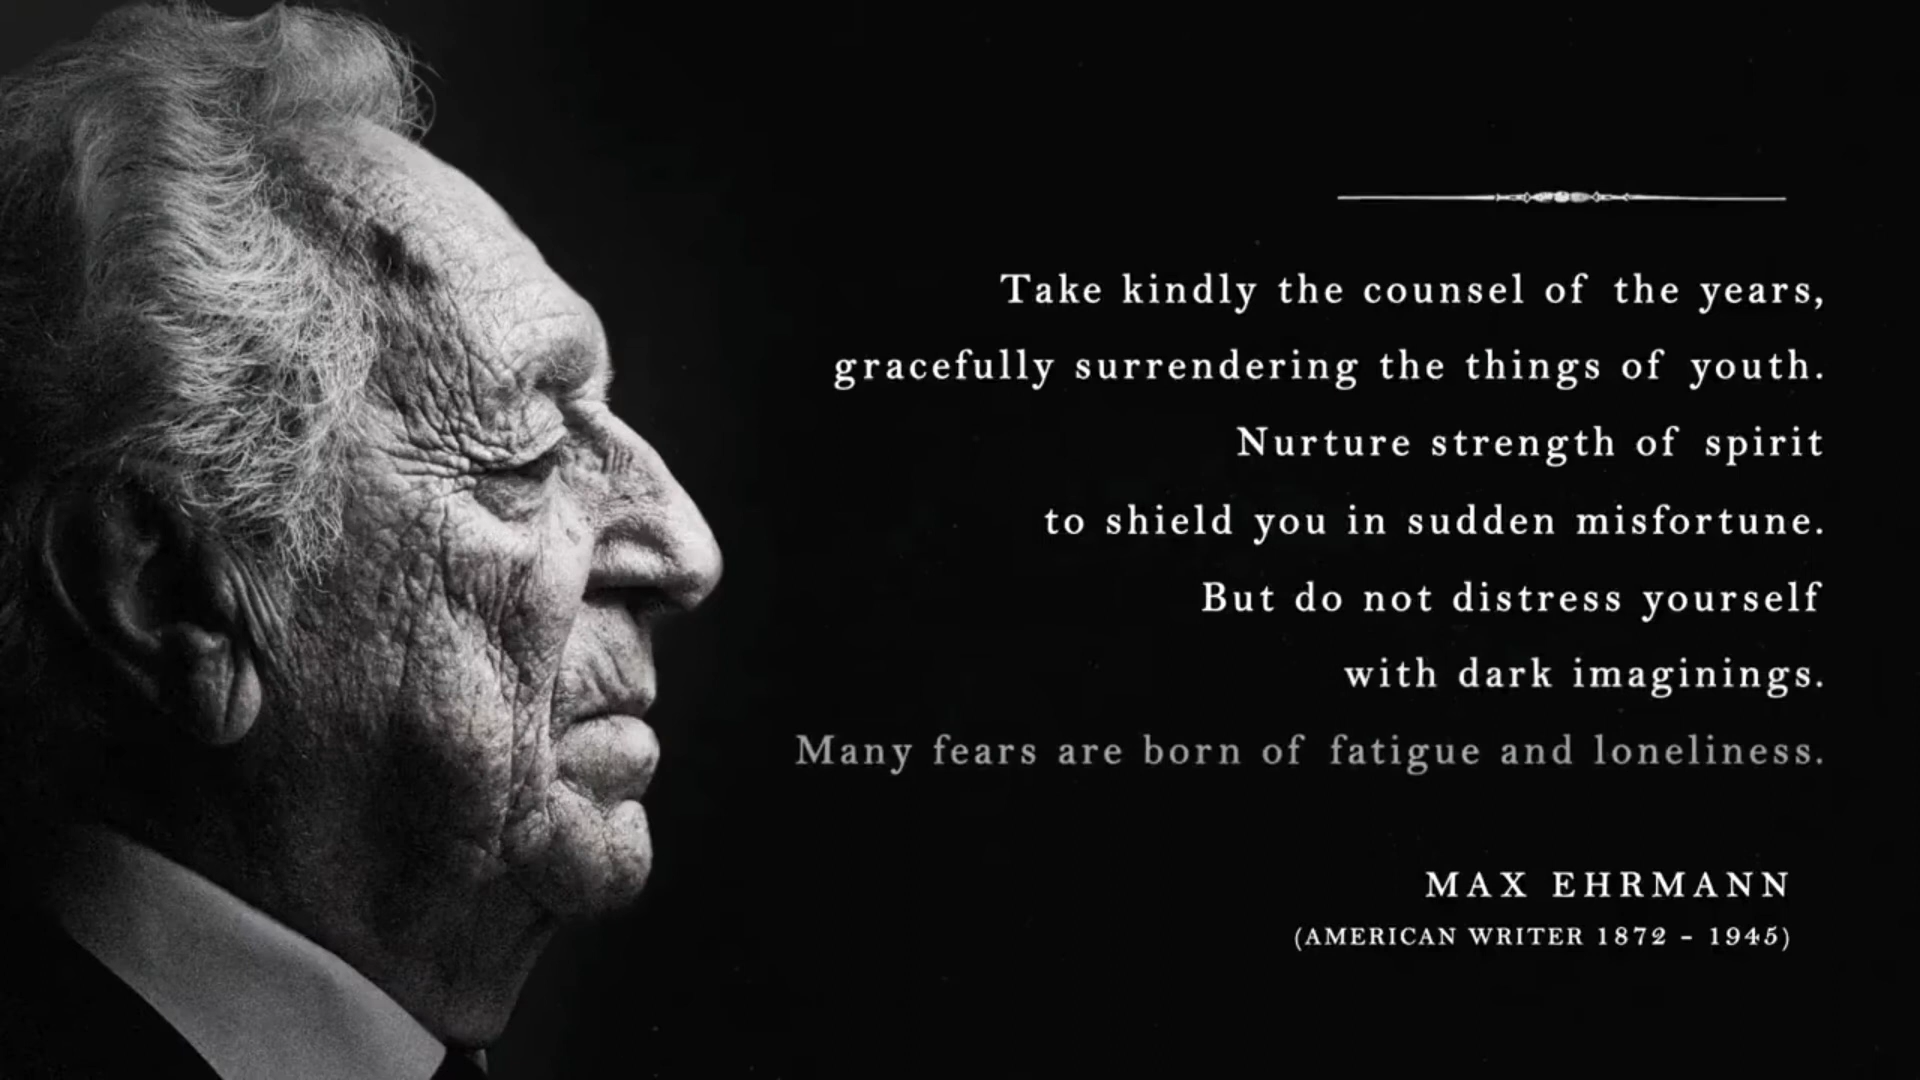 Take kindly the counsel of the years,
gracefully surrendering the things of youth.
Nurture strength of spirit
to shield you in sudden misfortune.
But do not distress yourself
with dark imaginings.
Many fears are born of fatigue and loneliness.
MAX EHRMANN
(AMERICAN WRITER 1872 - 1945)